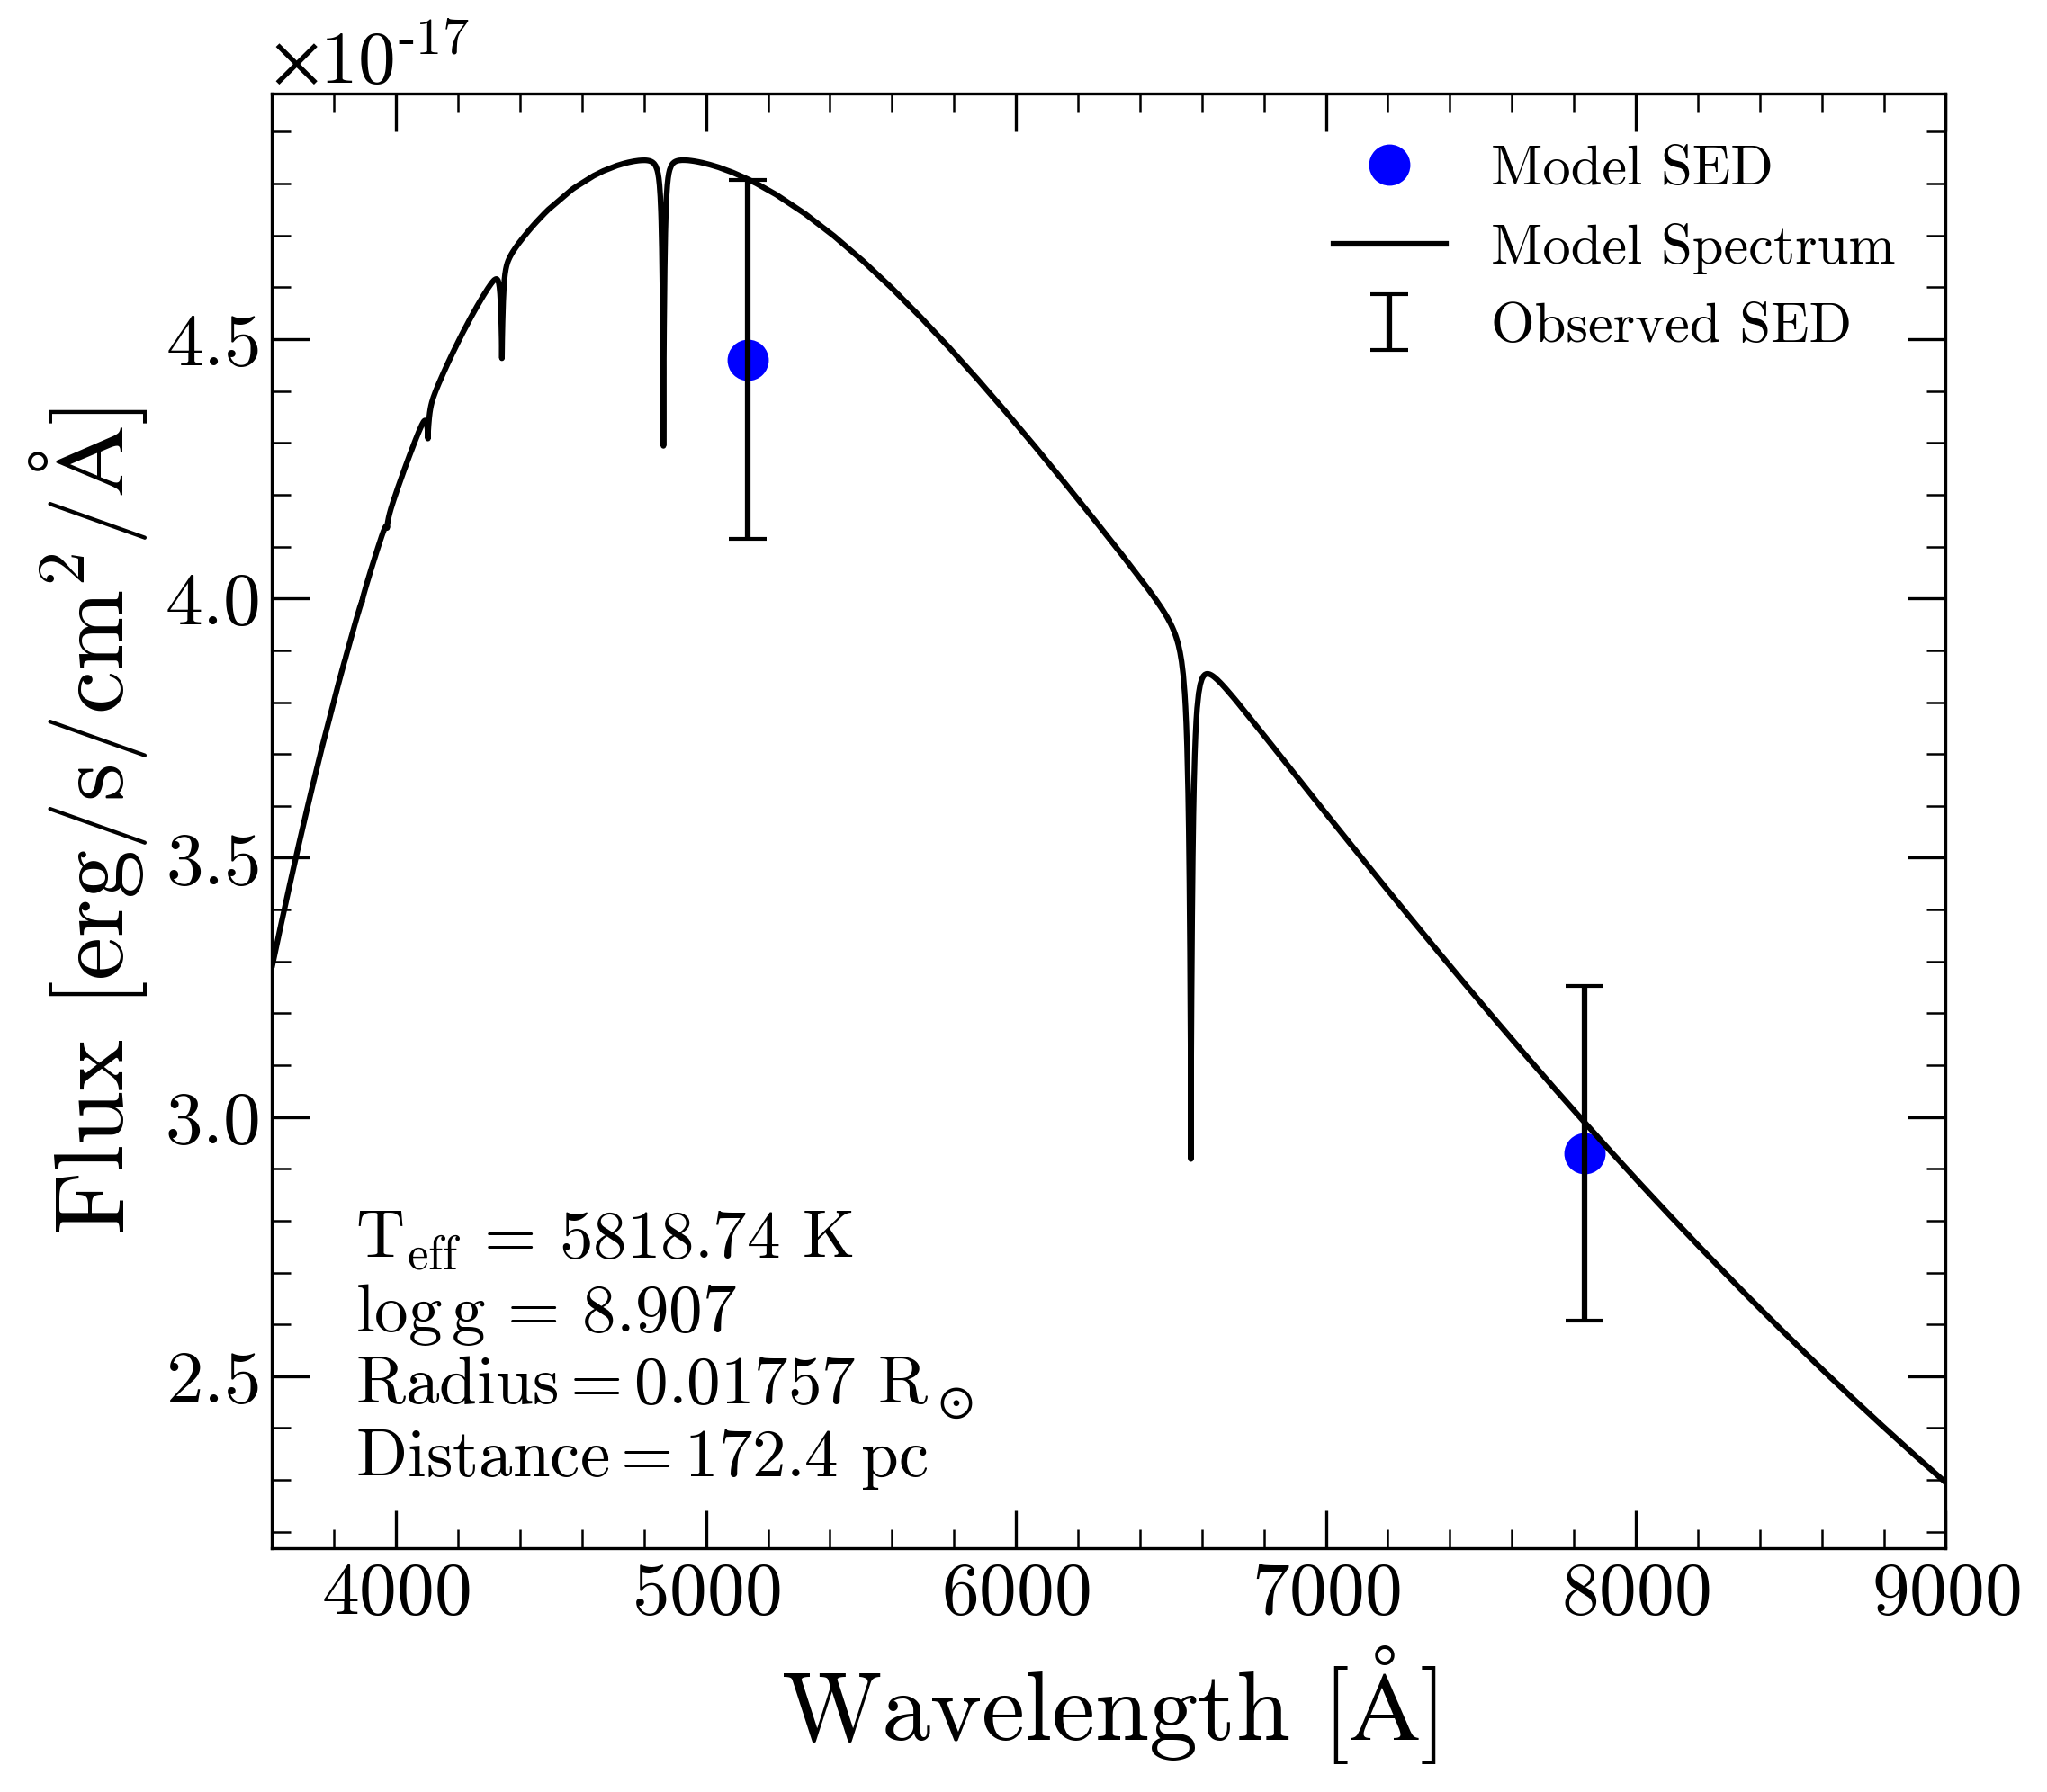 ×10⁻¹⁷
Model SED
Model Spectrum
Observed SED
4.5
4.0
3.5
3.0
2.5
Flux [erg/s/cm²/Å]
T_eff = 5818.74 K
log g = 8.907
Radius = 0.01757 R_⊙
Distance = 172.4 pc
4000 5000 6000 7000 8000 9000
Wavelength [Å]